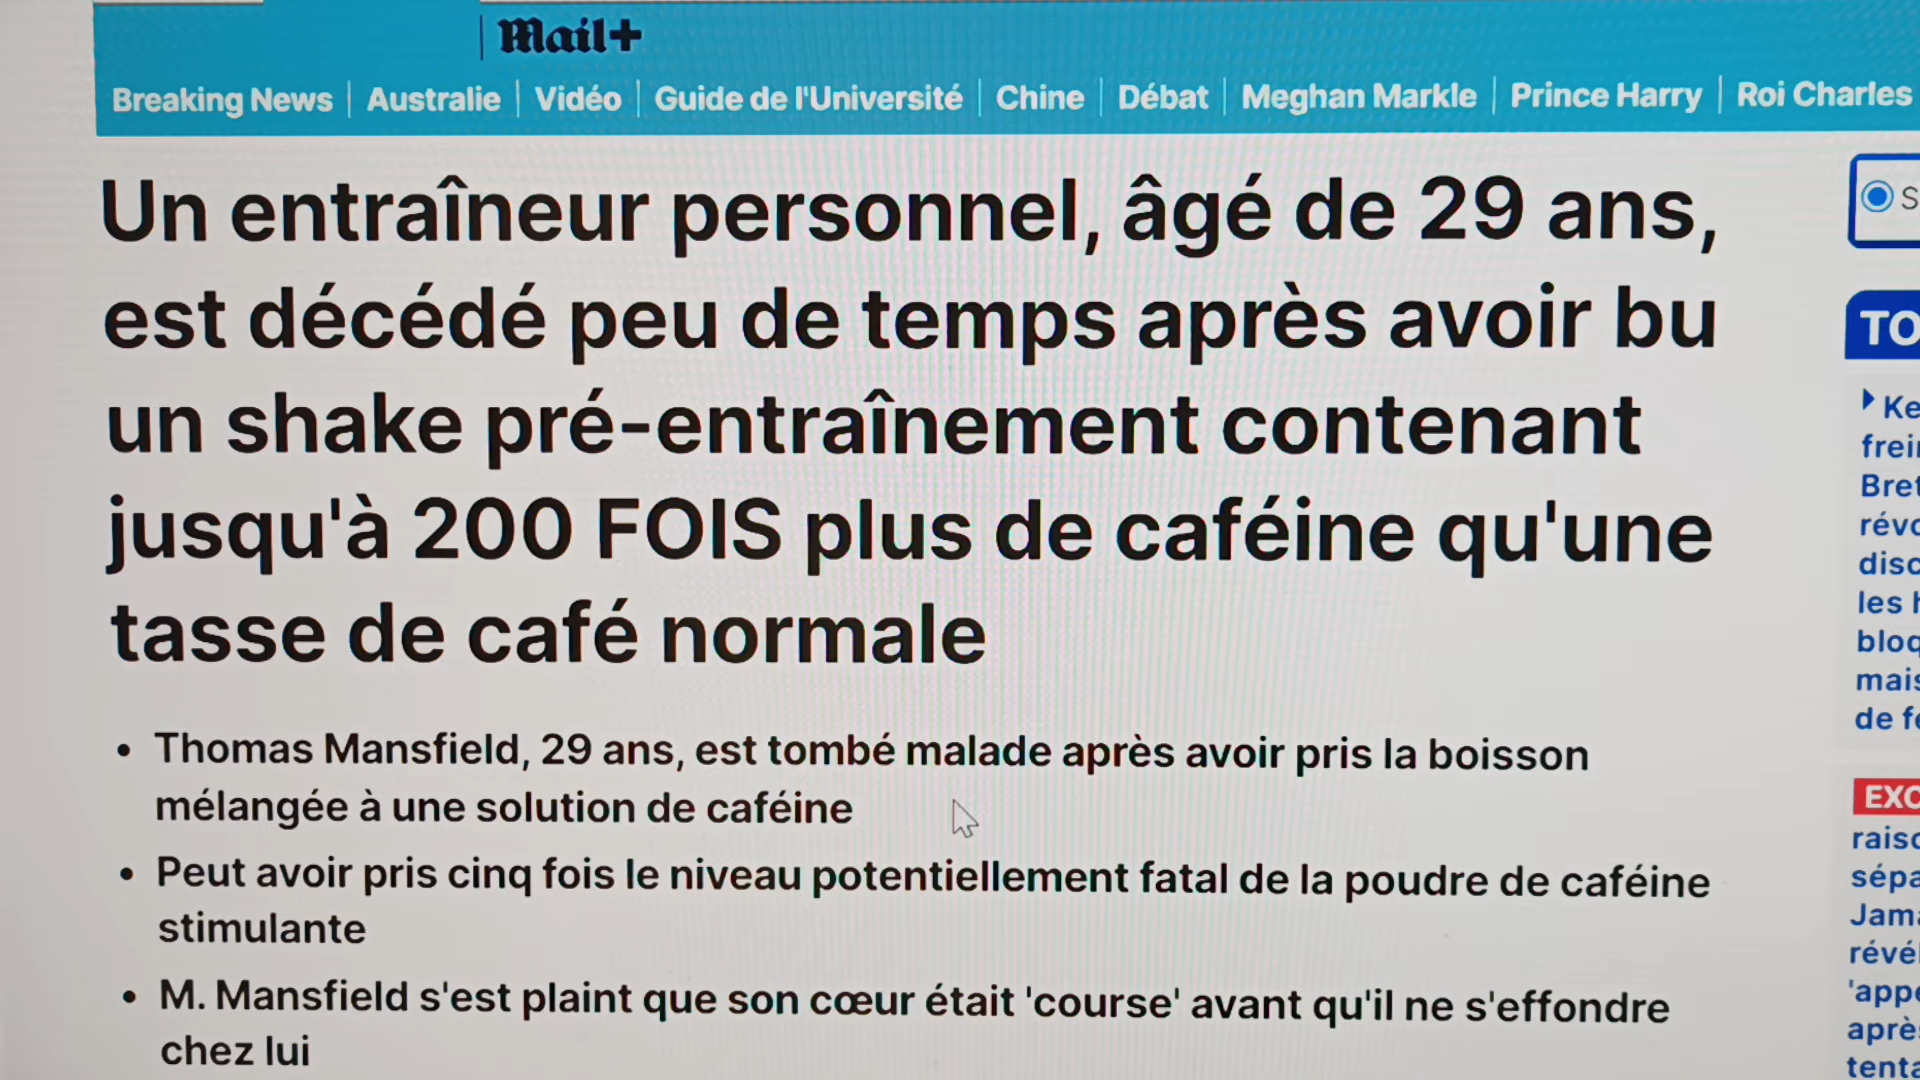 Mail+
Breaking News | Australie | Vidéo | Guide de l'Université | Chine | Débat | Meghan Markle | Prince Harry | Roi Charles
Un entraîneur personnel, âgé de 29 ans,
est décédé peu de temps après avoir bu
un shake pré-entraînement contenant
jusqu'à 200 FOIS plus de caféine qu'une
tasse de café normale
• Thomas Mansfield, 29 ans, est tombé malade après avoir pris la boisson
mélangée à une solution de caféine
• Peut avoir pris cinq fois le niveau potentiellement fatal de la poudre de caféine
stimulante
• M. Mansfield s'est plaint que son cœur était 'course' avant qu'il ne s'effondre
chez lui
de